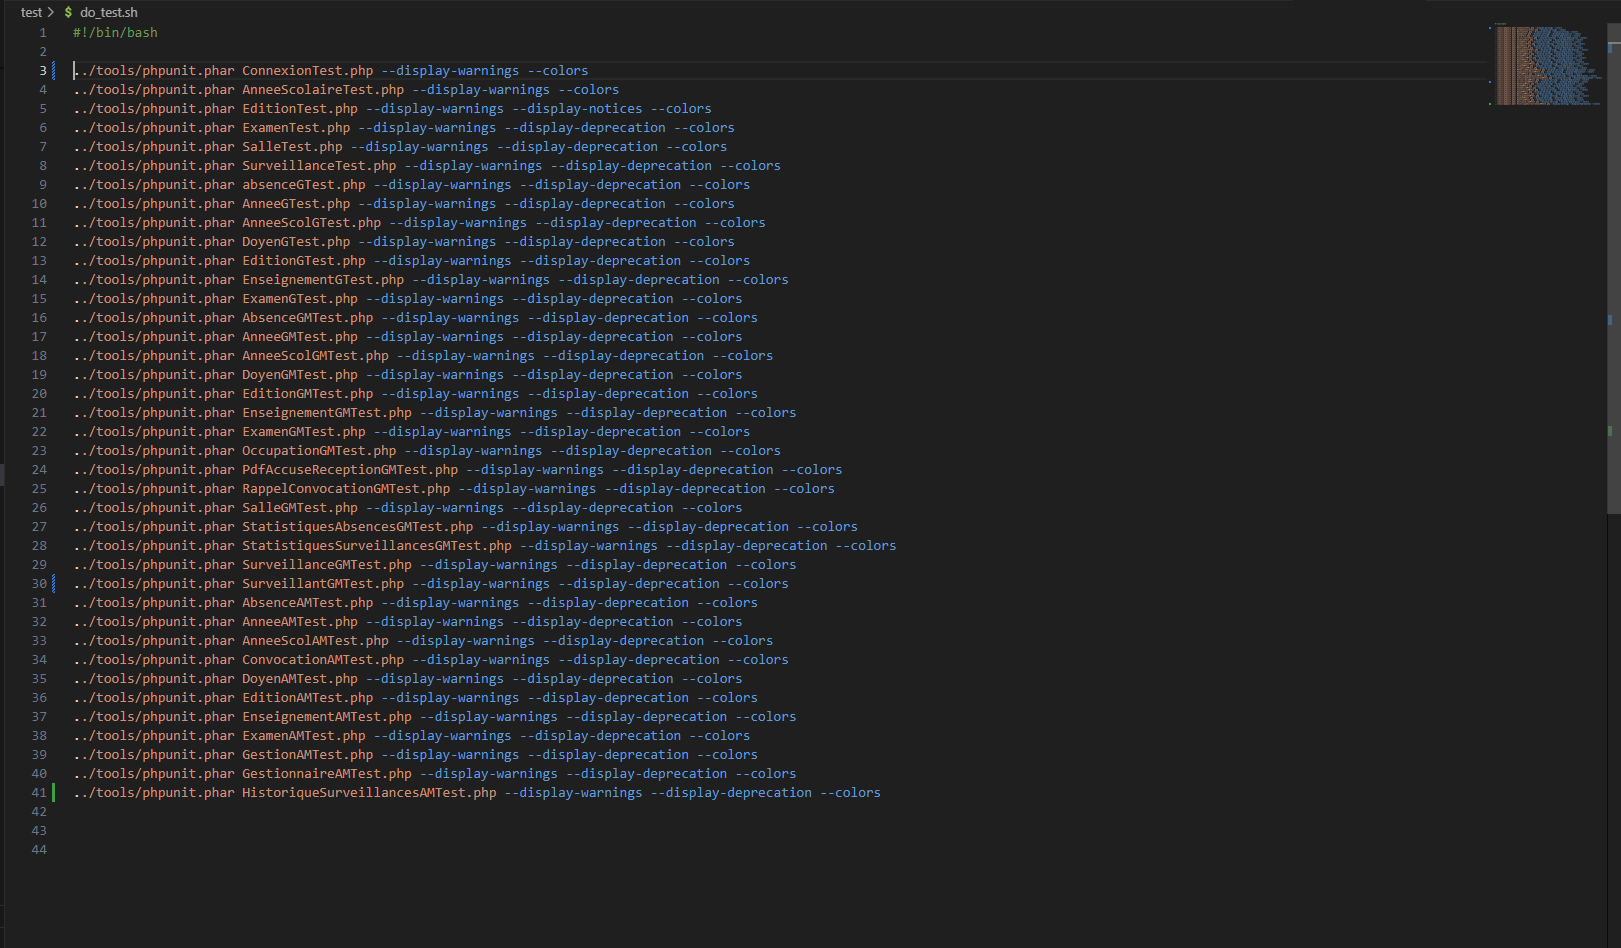 test > $ do_test.sh
1 #!/bin/bash
2
3 ../tools/phpunit.phar ConnexionTest.php --display-warnings --colors
4 ../tools/phpunit.phar AnneeScolaireTest.php --display-warnings --colors
5 ../tools/phpunit.phar EditionTest.php --display-warnings --display-notices --colors
6 ../tools/phpunit.phar ExamenTest.php --display-warnings --display-deprecation --colors
7 ../tools/phpunit.phar SalleTest.php --display-warnings --display-deprecation --colors
8 ../tools/phpunit.phar SurveillanceTest.php --display-warnings --display-deprecation --colors
9 ../tools/phpunit.phar absenceGTest.php --display-warnings --display-deprecation --colors
10 ../tools/phpunit.phar AnneeGTest.php --display-warnings --display-deprecation --colors
11 ../tools/phpunit.phar AnneeScolGTest.php --display-warnings --display-deprecation --colors
12 ../tools/phpunit.phar DoyenGTest.php --display-warnings --display-deprecation --colors
13 ../tools/phpunit.phar EditionGTest.php --display-warnings --display-deprecation --colors
14 ../tools/phpunit.phar EnseignementGTest.php --display-warnings --display-deprecation --colors
15 ../tools/phpunit.phar ExamenGTest.php --display-warnings --display-deprecation --colors
16 ../tools/phpunit.phar AbsenceGMTest.php --display-warnings --display-deprecation --colors
17 ../tools/phpunit.phar AnneeGMTest.php --display-warnings --display-deprecation --colors
18 ../tools/phpunit.phar AnneeScolGMTest.php --display-warnings --display-deprecation --colors
19 ../tools/phpunit.phar DoyenGMTest.php --display-warnings --display-deprecation --colors
20 ../tools/phpunit.phar EditionGMTest.php --display-warnings --display-deprecation --colors
21 ../tools/phpunit.phar EnseignementGMTest.php --display-warnings --display-deprecation --colors
22 ../tools/phpunit.phar ExamenGMTest.php --display-warnings --display-deprecation --colors
23 ../tools/phpunit.phar OccupationGMTest.php --display-warnings --display-deprecation --colors
24 ../tools/phpunit.phar PdfAccuseReceptionGMTest.php --display-warnings --display-deprecation --colors
25 ../tools/phpunit.phar RappelConvocationGMTest.php --display-warnings --display-deprecation --colors
26 ../tools/phpunit.phar SalleGMTest.php --display-warnings --display-deprecation --colors
27 ../tools/phpunit.phar StatistiquesAbsencesGMTest.php --display-warnings --display-deprecation --colors
28 ../tools/phpunit.phar StatistiquesSurveillancesGMTest.php --display-warnings --display-deprecation --colors
29 ../tools/phpunit.phar SurveillanceGMTest.php --display-warnings --display-deprecation --colors
30 ../tools/phpunit.phar SurveillantGMTest.php --display-warnings --display-deprecation --colors
31 ../tools/phpunit.phar AbsenceAMTest.php --display-warnings --display-deprecation --colors
32 ../tools/phpunit.phar AnneeAMTest.php --display-warnings --display-deprecation --colors
33 ../tools/phpunit.phar AnneeScolAMTest.php --display-warnings --display-deprecation --colors
34 ../tools/phpunit.phar ConvocationAMTest.php --display-warnings --display-deprecation --colors
35 ../tools/phpunit.phar DoyenAMTest.php --display-warnings --display-deprecation --colors
36 ../tools/phpunit.phar EditionAMTest.php --display-warnings --display-deprecation --colors
37 ../tools/phpunit.phar EnseignementAMTest.php --display-warnings --display-deprecation --colors
38 ../tools/phpunit.phar ExamenAMTest.php --display-warnings --display-deprecation --colors
39 ../tools/phpunit.phar GestionAMTest.php --display-warnings --display-deprecation --colors
40 ../tools/phpunit.phar GestionnaireAMTest.php --display-warnings --display-deprecation --colors
41 ../tools/phpunit.phar HistoriqueSurveillancesAMTest.php --display-warnings --display-deprecation --colors
42
43
44